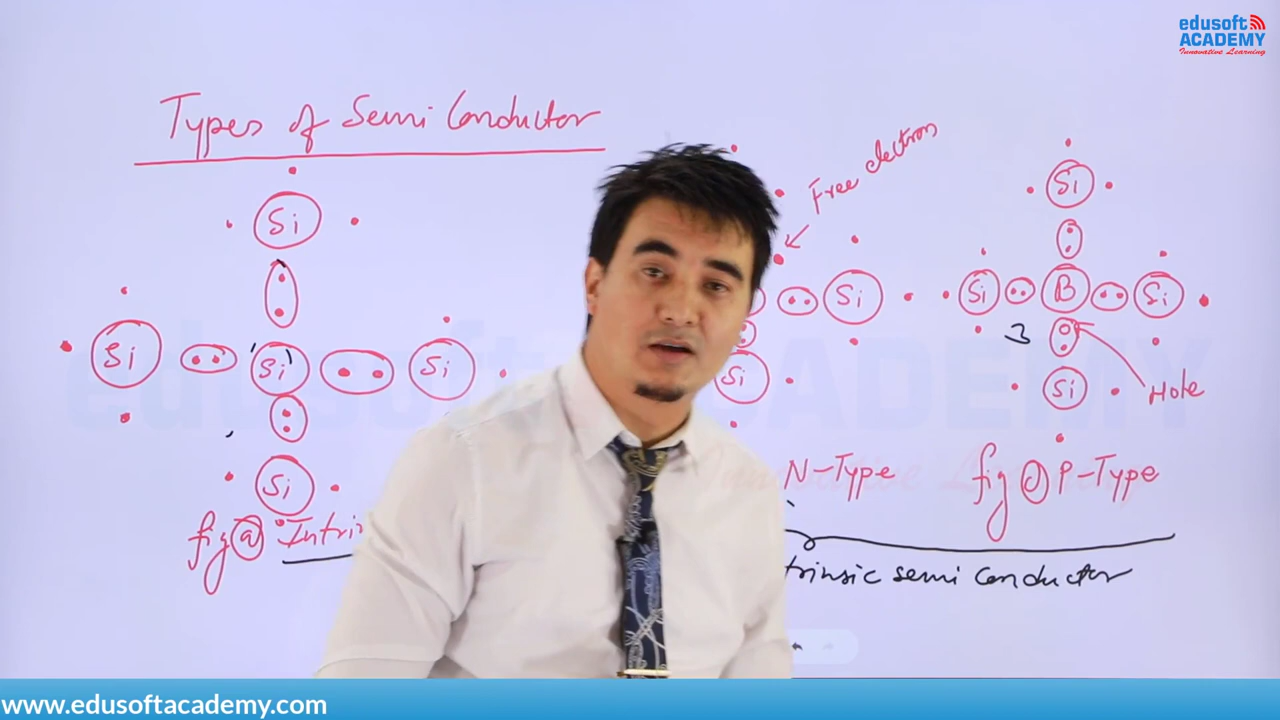 edusoft
ACADEMY
Innovative Learning
Types of Semi Conductor
Free electron
Si
Si
Si
Si
Si
Si
B
Si
Si
Si
Si
3
Si
Si
Hole
N-Type
fig (c) P-Type
fig (a) Intrin
trinsic semi Conductor
www.edusoftacademy.com